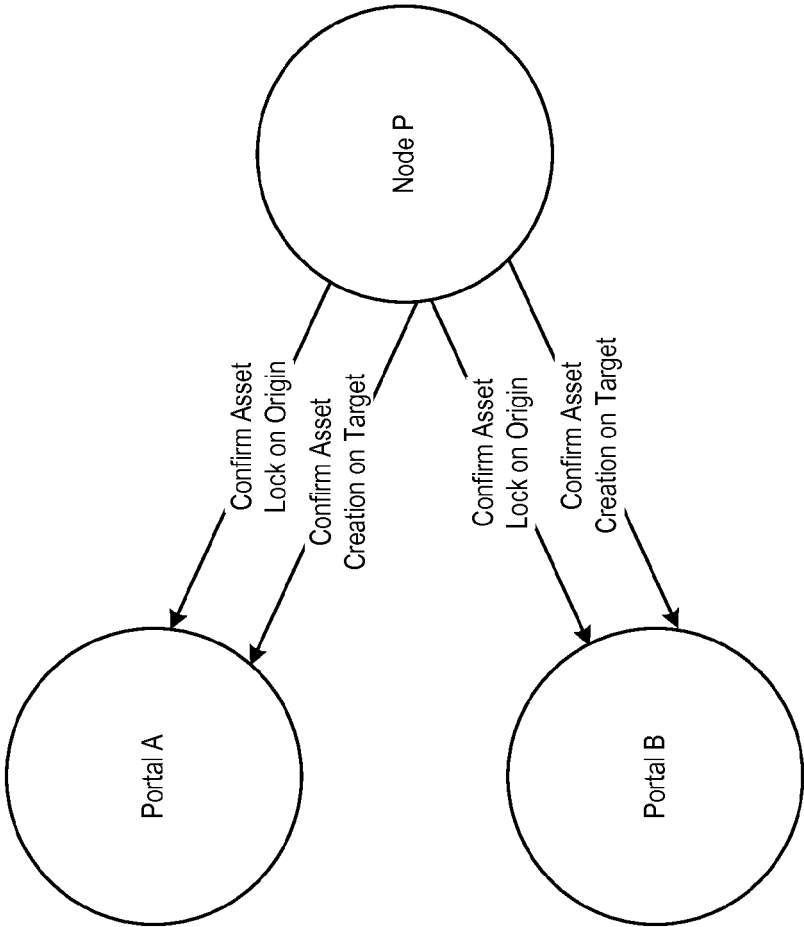 Portal A
Confirm Asset
Lock on Origin
Confirm Asset
Creation on Target
Node P
Confirm Asset
Lock on Origin
Confirm Asset
Creation on Target
Portal B